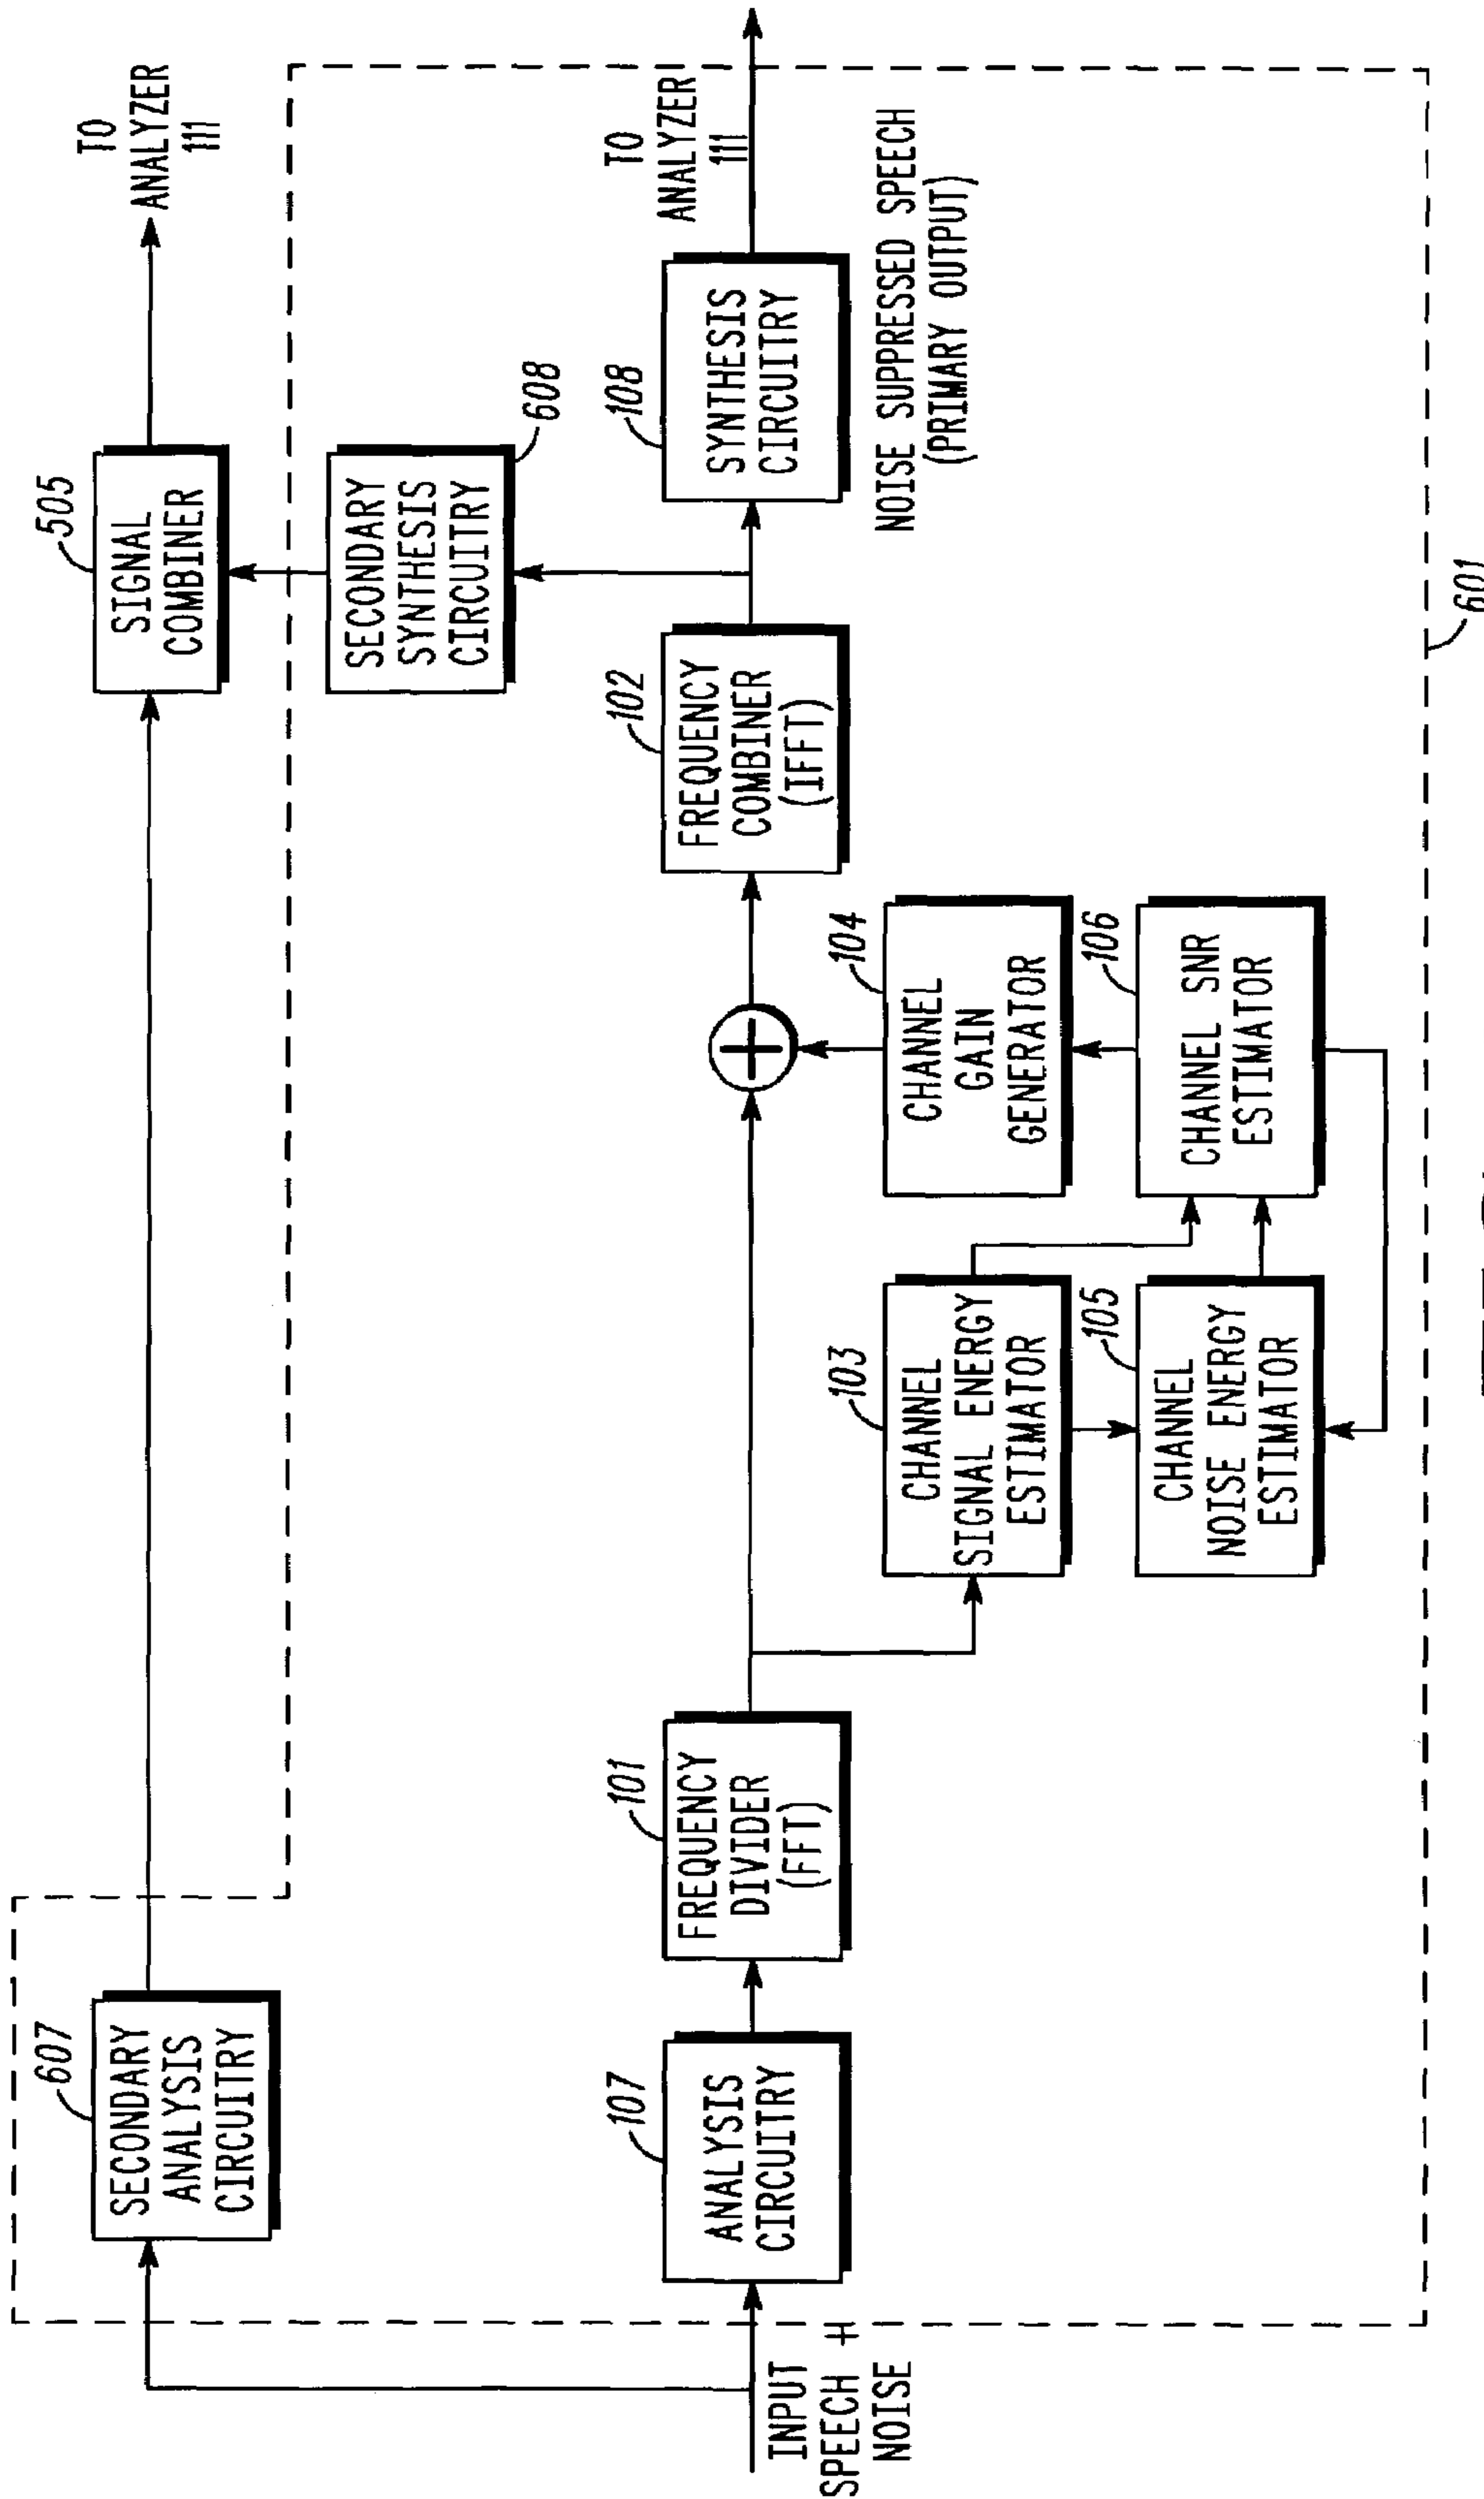 607
SECONDARY
ANALYSIS
CIRCUITRY
505
SIGNAL
COMBINER
TO
ANALYZER
111
SECONDARY
SYNTHESIS
CIRCUITRY
608
INPUT
SPEECH +
NOISE
107
ANALYSIS
CIRCUITRY
101
FREQUENCY
DIVIDER
(FFT)
102
FREQUENCY
COMBINER
(IFFT)
108
SYNTHESIS
CIRCUITRY
TO
ANALYZER
111
NOISE SUPPRESSED SPEECH
(PRIMARY OUTPUT)
103
CHANNEL
SIGNAL ENERGY
ESTIMATOR
104
CHANNEL
GAIN
GENERATOR
105
CHANNEL
NOISE ENERGY
ESTIMATOR
106
CHANNEL SNR
ESTIMATOR
601